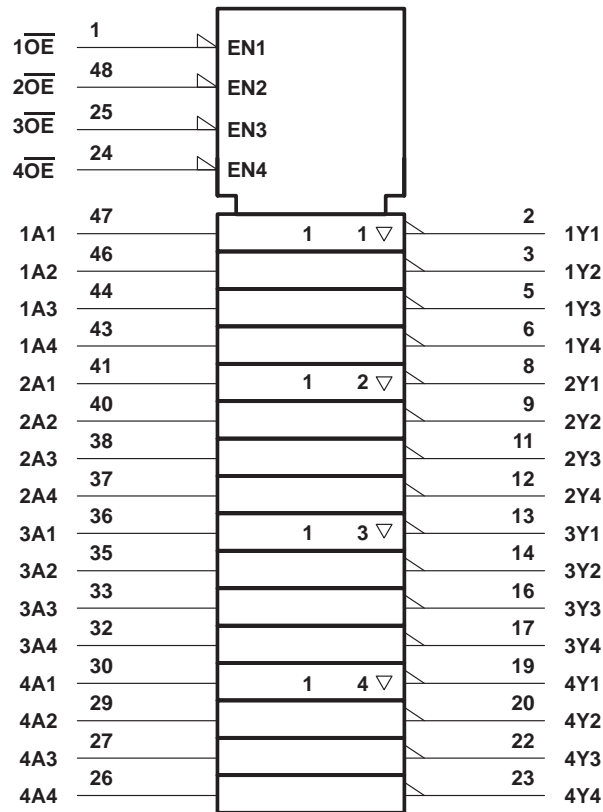 1O̅E̅ 1 EN1
2O̅E̅ 48 EN2
3O̅E̅ 25 EN3
4O̅E̅ 24 EN4
1A1 47 1 1 ▽ 2 1Y1
1A2 46 3 1Y2
1A3 44 5 1Y3
1A4 43 6 1Y4
2A1 41 1 2 ▽ 8 2Y1
2A2 40 9 2Y2
2A3 38 11 2Y3
2A4 37 12 2Y4
3A1 36 1 3 ▽ 13 3Y1
3A2 35 14 3Y2
3A3 33 16 3Y3
3A4 32 17 3Y4
4A1 30 1 4 ▽ 19 4Y1
4A2 29 20 4Y2
4A3 27 22 4Y3
4A4 26 23 4Y4